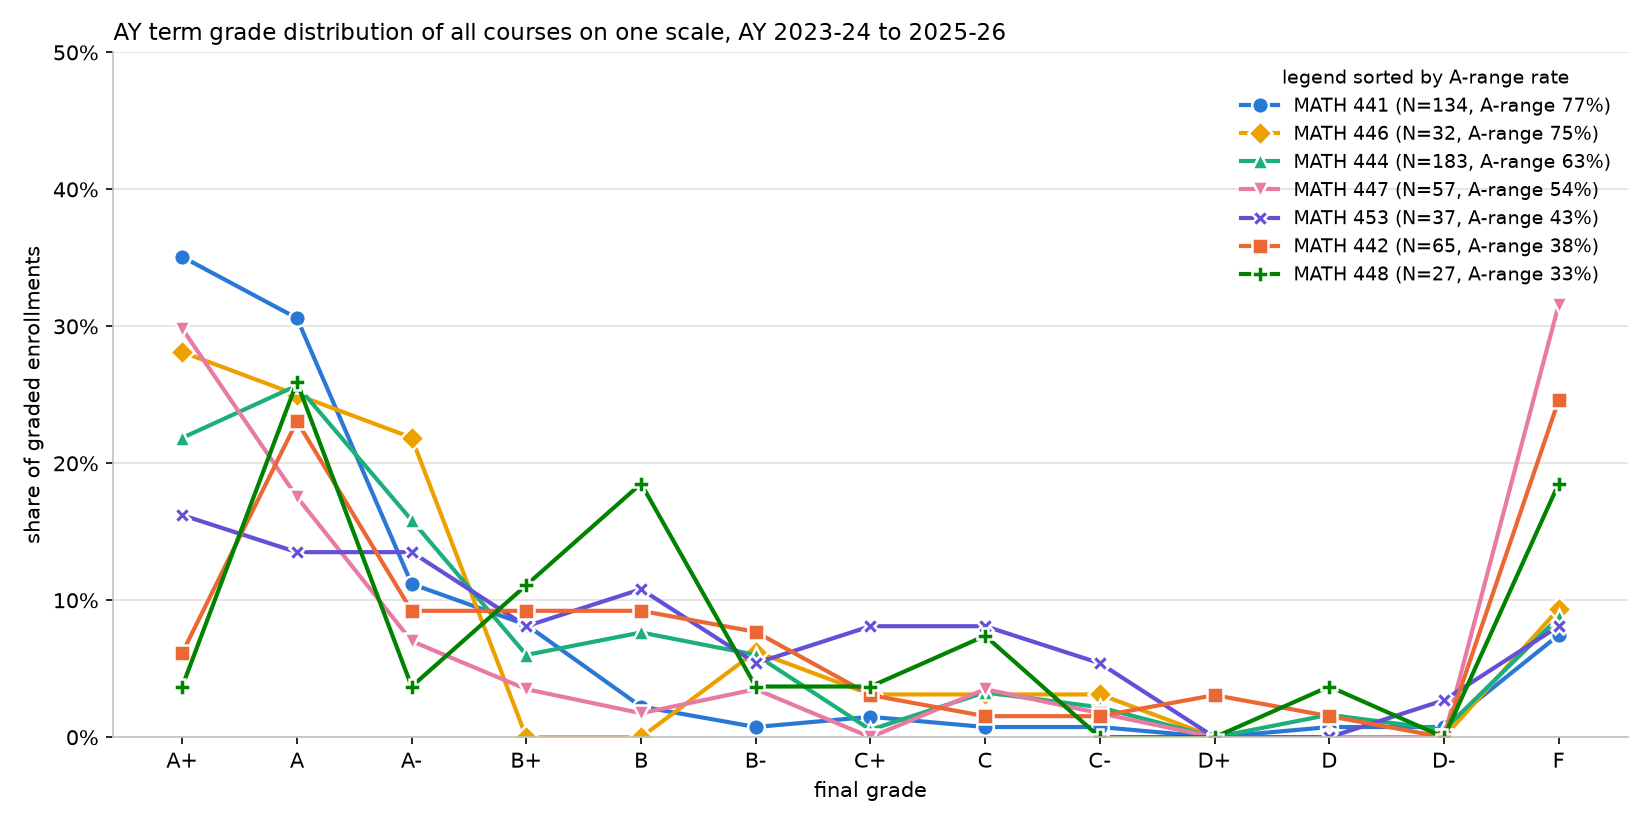 AY term grade distribution of all courses on one scale, AY 2023-24 to 2025-26
50%
40%
30%
20%
10%
0%
share of graded enrollments
legend sorted by A-range rate
MATH 441 (N=134, A-range 77%)
MATH 446 (N=32, A-range 75%)
MATH 444 (N=183, A-range 63%)
MATH 447 (N=57, A-range 54%)
MATH 453 (N=37, A-range 43%)
MATH 442 (N=65, A-range 38%)
MATH 448 (N=27, A-range 33%)
A+ A A- B+ B B- C+ C C- D+ D D- F
final grade